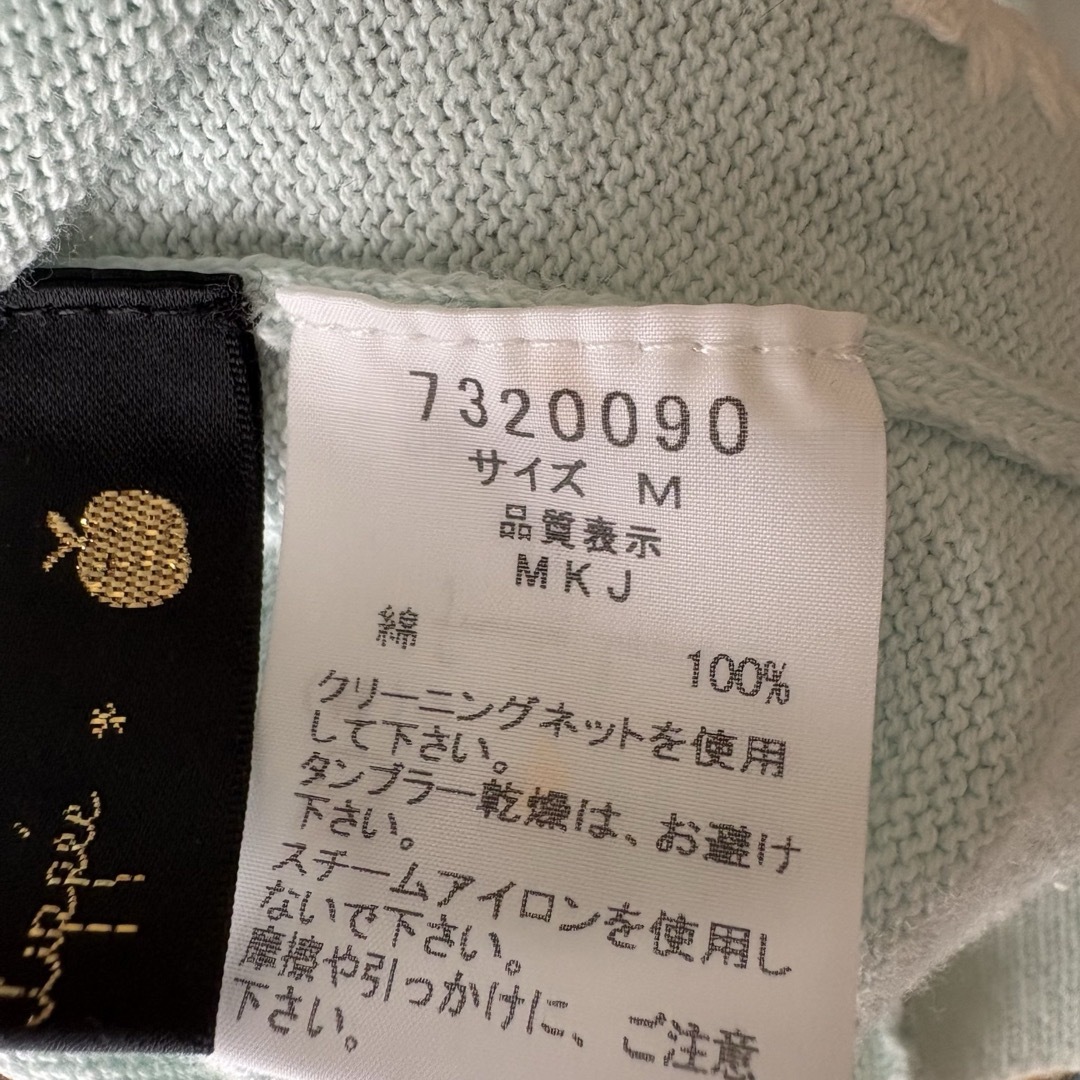 7320090
サイズ M
品質表示
MKJ
綿 100%
クリーニングネットを使用
して下さい。
タンブラー乾燥は、お避け
下さい。
スチームアイロンを使用し
ないで下さい。
摩擦や引っかけに、ご注意
下さい。